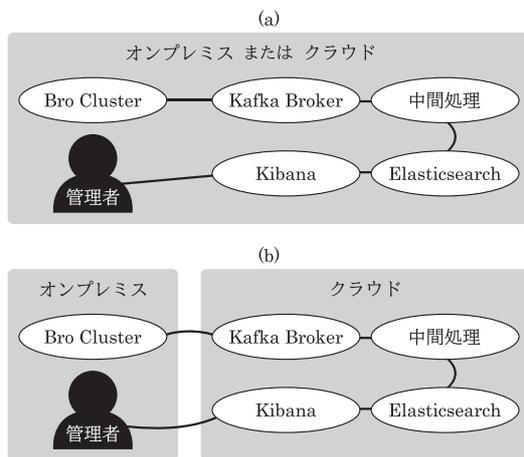 (a)
オンプレミス または クラウド
Bro Cluster
Kafka Broker
中間処理
管理者
Kibana
Elasticsearch
(b)
オンプレミス
クラウド
Bro Cluster
Kafka Broker
中間処理
管理者
Kibana
Elasticsearch